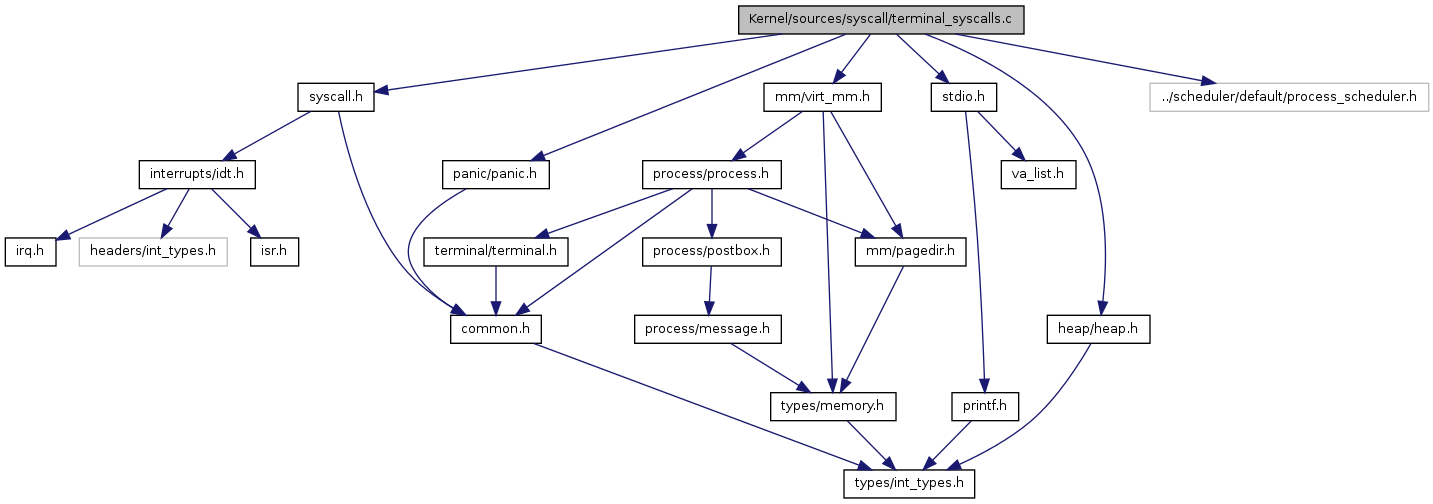 Kernel/sources/syscall/terminal_syscalls.c
syscall.h
mm/virt_mm.h
stdio.h
../scheduler/default/process_scheduler.h
interrupts/idt.h
panic/panic.h
process/process.h
va_list.h
irq.h
headers/int_types.h
isr.h
terminal/terminal.h
process/postbox.h
mm/pagedir.h
common.h
process/message.h
heap/heap.h
types/memory.h
printf.h
types/int_types.h